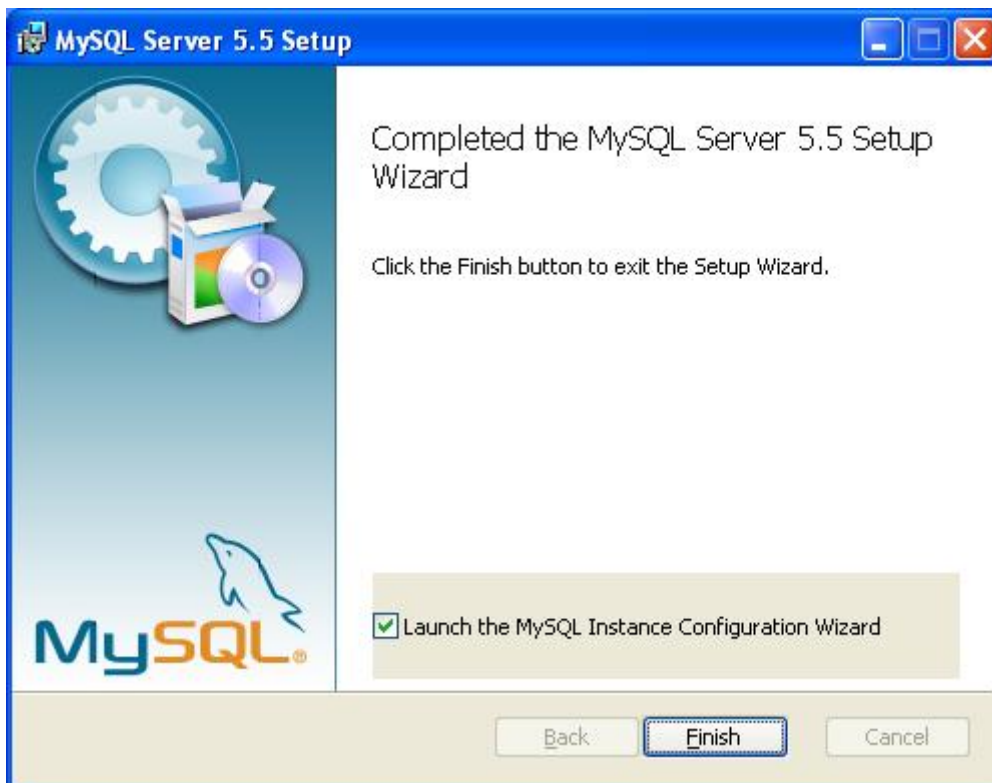 MySQL Server 5.5 Setup
Completed the MySQL Server 5.5 Setup
Wizard
Click the Finish button to exit the Setup Wizard.
Launch the MySQL Instance Configuration Wizard
MySQL®
Back Finish Cancel